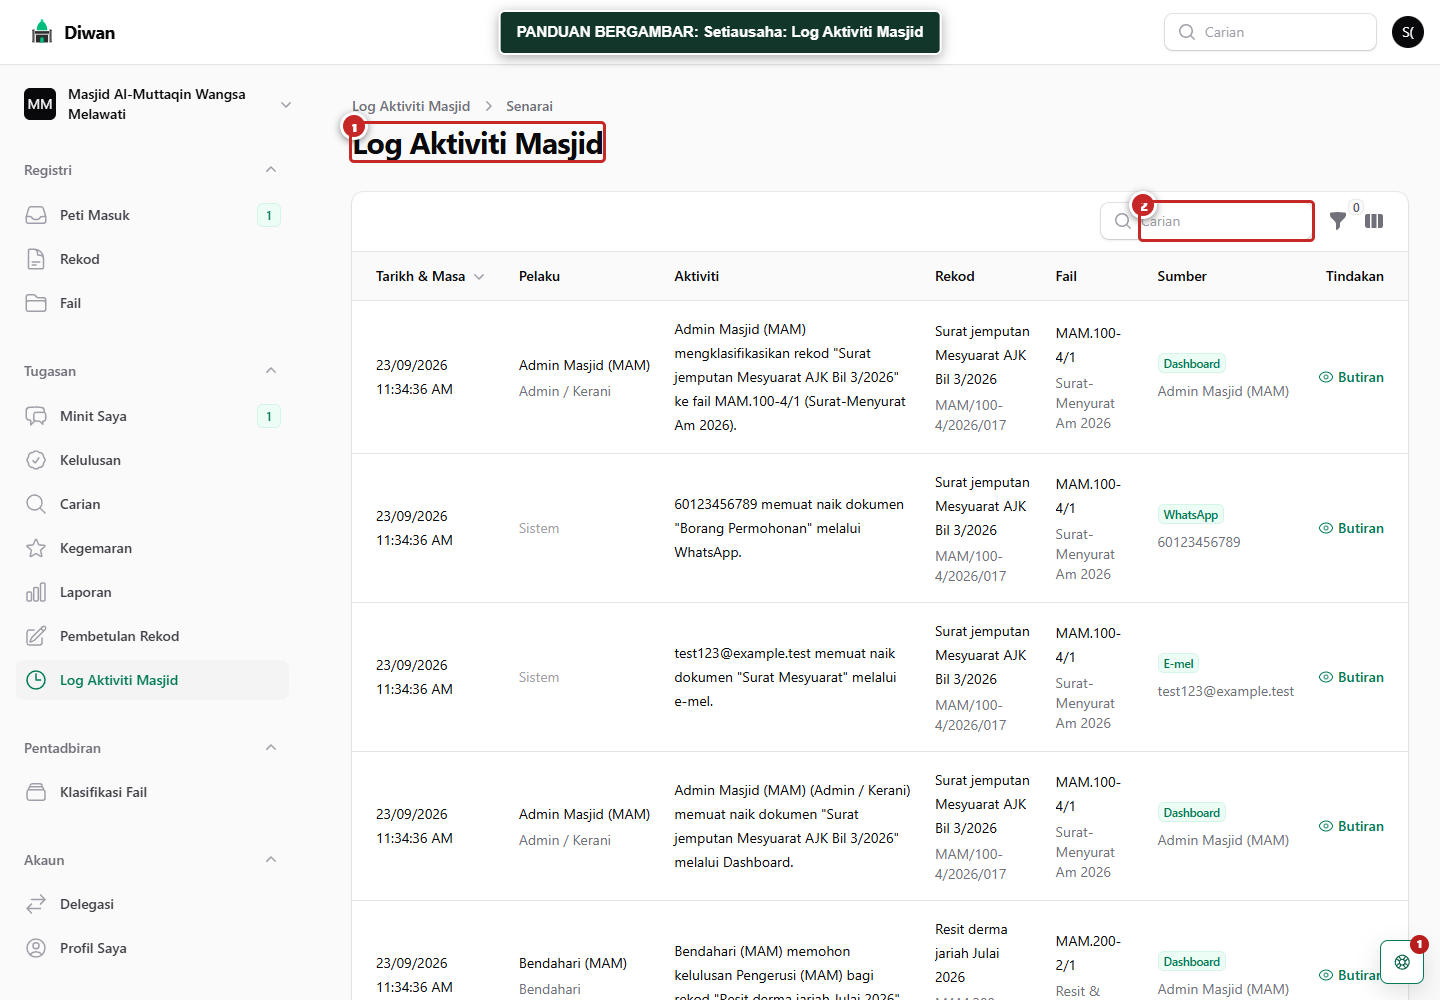 Diwan
PANDUAN BERGAMBAR: Setiausaha: Log Aktiviti Masjid
Carian
S(
MM
Masjid Al-Muttaqin Wangsa
Melawati
Registri
Peti Masuk 1
Rekod
Fail
Tugasan
Minit Saya 1
Kelulusan
Carian
Kegemaran
Laporan
Pembetulan Rekod
Log Aktiviti Masjid
Pentadbiran
Klasifikasi Fail
Akaun
Delegasi
Profil Saya
Log Aktiviti Masjid > Senarai
1
Log Aktiviti Masjid
2
Carian
0
Tarikh & Masa Pelaku Aktiviti Rekod Fail Sumber Tindakan
23/09/2026
11:34:36 AM
Admin Masjid (MAM)
Admin / Kerani
Admin Masjid (MAM)
mengklasifikasikan rekod "Surat
jemputan Mesyuarat AJK Bil 3/2026"
ke fail MAM.100-4/1 (Surat-Menyurat
Am 2026).
Surat jemputan
Mesyuarat AJK
Bil 3/2026
MAM/100-
4/2026/017
MAM.100-
4/1
Surat-
Menyurat
Am 2026
Dashboard
Admin Masjid (MAM)
Butiran
23/09/2026
11:34:36 AM
Sistem
60123456789 memuat naik dokumen
"Borang Permohonan" melalui
WhatsApp.
Surat jemputan
Mesyuarat AJK
Bil 3/2026
MAM/100-
4/2026/017
MAM.100-
4/1
Surat-
Menyurat
Am 2026
WhatsApp
60123456789
Butiran
23/09/2026
11:34:36 AM
Sistem
test123@example.test memuat naik
dokumen "Surat Mesyuarat" melalui
e-mel.
Surat jemputan
Mesyuarat AJK
Bil 3/2026
MAM/100-
4/2026/017
MAM.100-
4/1
Surat-
Menyurat
Am 2026
E-mel
test123@example.test
Butiran
23/09/2026
11:34:36 AM
Admin Masjid (MAM)
Admin / Kerani
Admin Masjid (MAM) (Admin / Kerani)
memuat naik dokumen "Surat
jemputan Mesyuarat AJK Bil 3/2026"
melalui Dashboard.
Surat jemputan
Mesyuarat AJK
Bil 3/2026
MAM/100-
4/2026/017
MAM.100-
4/1
Surat-
Menyurat
Am 2026
Dashboard
Admin Masjid (MAM)
Butiran
23/09/2026
11:34:36 AM
Bendahari (MAM)
Bendahari
Bendahari (MAM) memohon
kelulusan Pengerusi (MAM) bagi
rekod "Resit derma jariah Julai 2026"
Resit derma
jariah Julai
2026
MAM.200-
2/1
Resit &
Dashboard
Admin Masjid (MAM)
Butiran
1